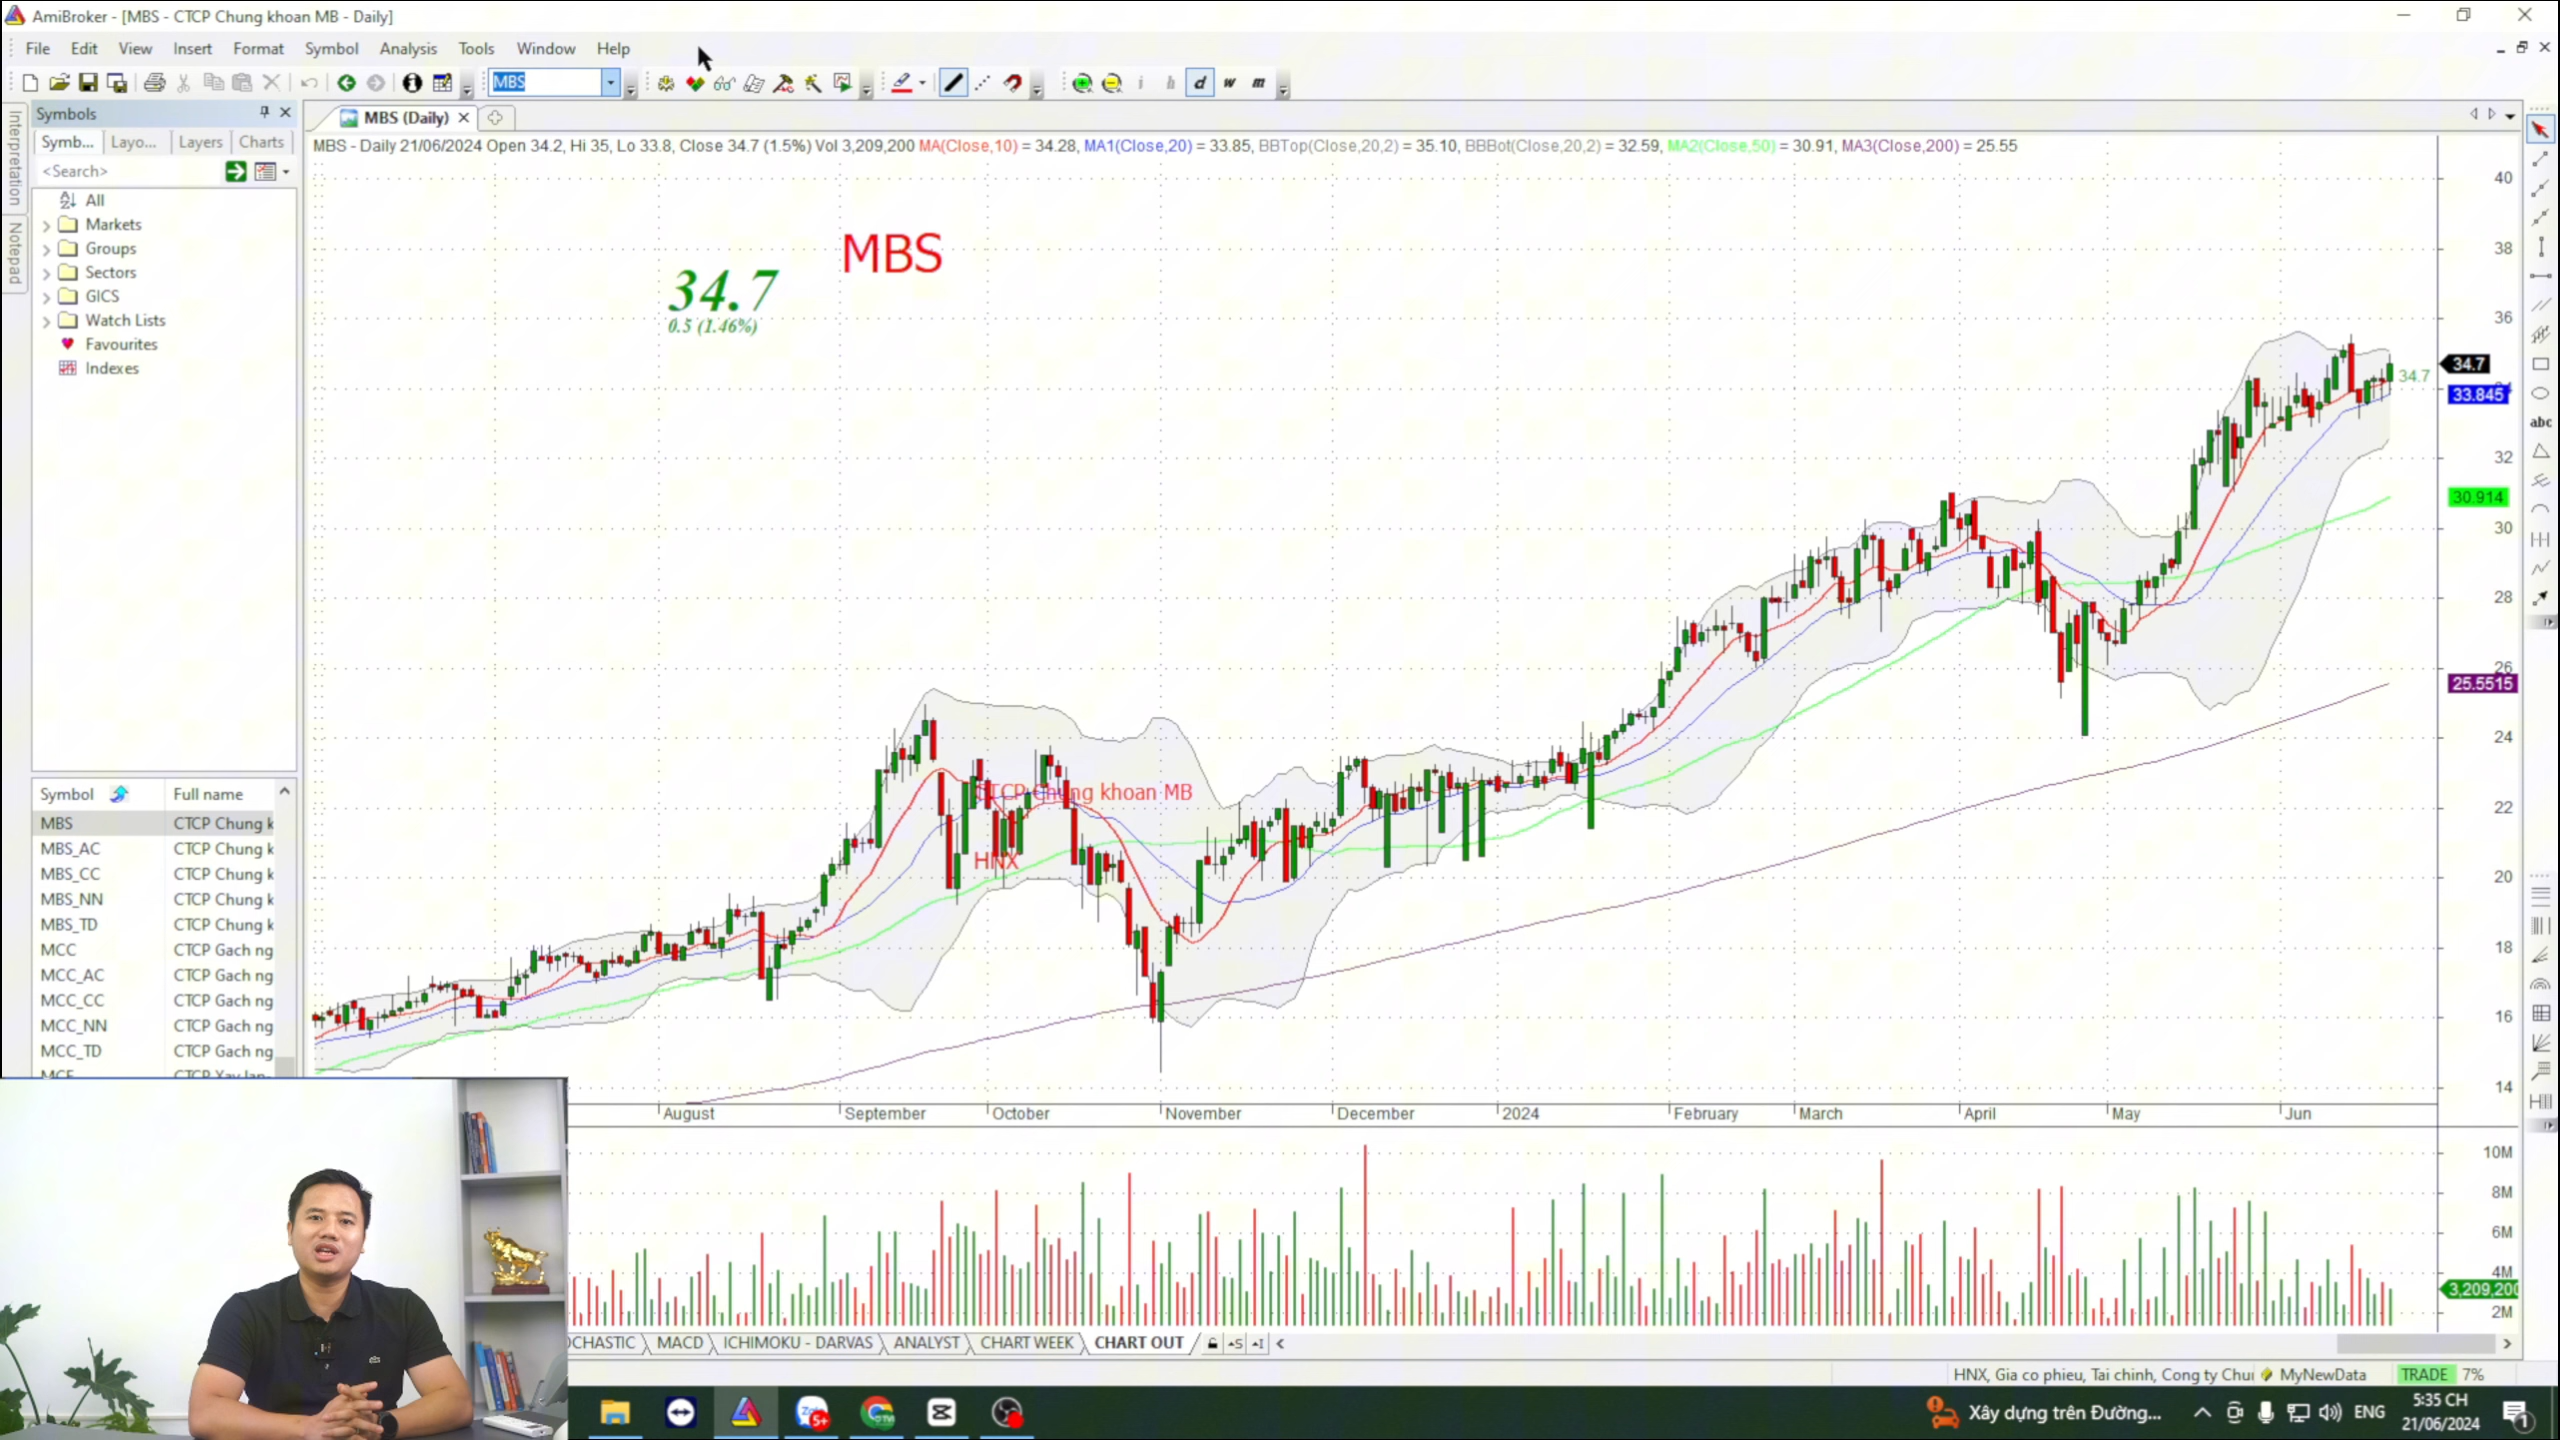 AmiBroker - [MBS - CTCP Chung khoan MB - Daily]
File Edit View Insert Format Symbol Analysis Tools Window Help
MBS
i h d w m
Symbols
MBS (Daily)
Interpretation
Notepad
Symb... Layo... Layers Charts
<Search>
All
Markets
Groups
Sectors
GICS
Watch Lists
Favourites
Indexes
MBS - Daily 21/06/2024 Open 34.2, Hi 35, Lo 33.8, Close 34.7 (1.5%) Vol 3,209,200 MA(Close,10) = 34.28, MA1(Close,20) = 33.85, BBTop(Close,20,2) = 35.10, BBBot(Close,20,2) = 32.59, MA2(Close,50) = 30.91, MA3(Close,200) = 25.55
MBS
34.7
0.5 (1.46%)
CTCP Chung khoan MB
HNX
40
38
36
34.7
34.7
33.845
32
30.914
30
28
26
25.5515
24
22
20
18
16
14
abc
Symbol Full name
MBS CTCP Chung k
MBS_AC CTCP Chung k
MBS_CC CTCP Chung k
MBS_NN CTCP Chung k
MBS_TD CTCP Chung k
MCC CTCP Gach ng
MCC_AC CTCP Gach ng
MCC_CC CTCP Gach ng
MCC_NN CTCP Gach ng
MCC_TD CTCP Gach ng
August September October November December 2024 February March April May Jun
10M
8M
6M
4M
3,209,200
2M
OCHASTIC MACD ICHIMOKU - DARVAS ANALYST CHART WEEK CHART OUT
HNX, Gia co phieu, Tai chinh, Cong ty Chu MyNewData TRADE 7%
5+
Xây dựng trên Đường... ENG
5:35 CH
21/06/2024
1